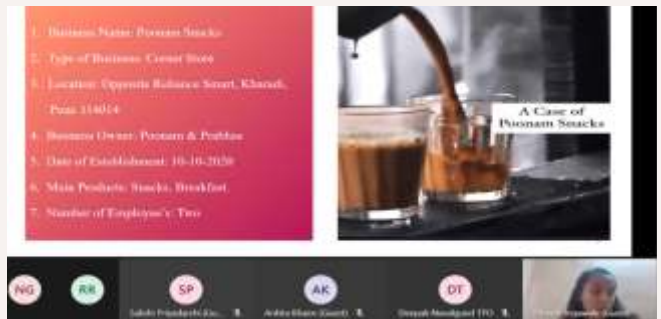 1. Business Name: Poonam Snacks
2. Type of Business: Corner Store
3. Location: Opposite Reliance Smart, Kharadi,
Pune 114014
4. Business Owner: Poonam & Prabhas
5. Date of Establishment: 10-10-2020
6. Main Products: Snacks, Breakfast
7. Number of Employee's: Two
A Case of
Poonam Snacks
NG
RR
SP
AK
DT
(Guest)